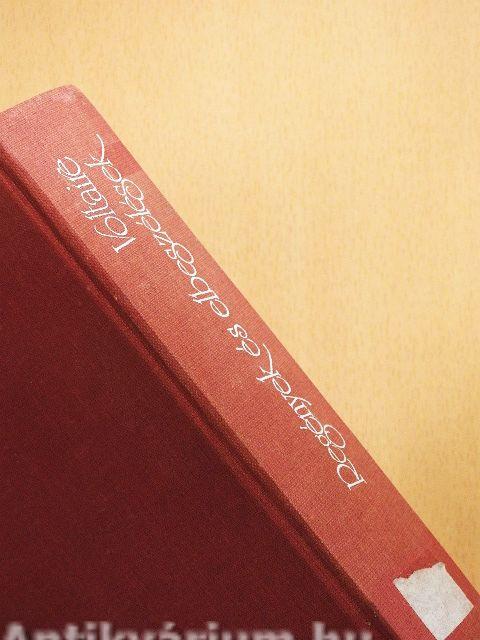 Voltaire
Regények és elbeszélések
Antikvárium.hu